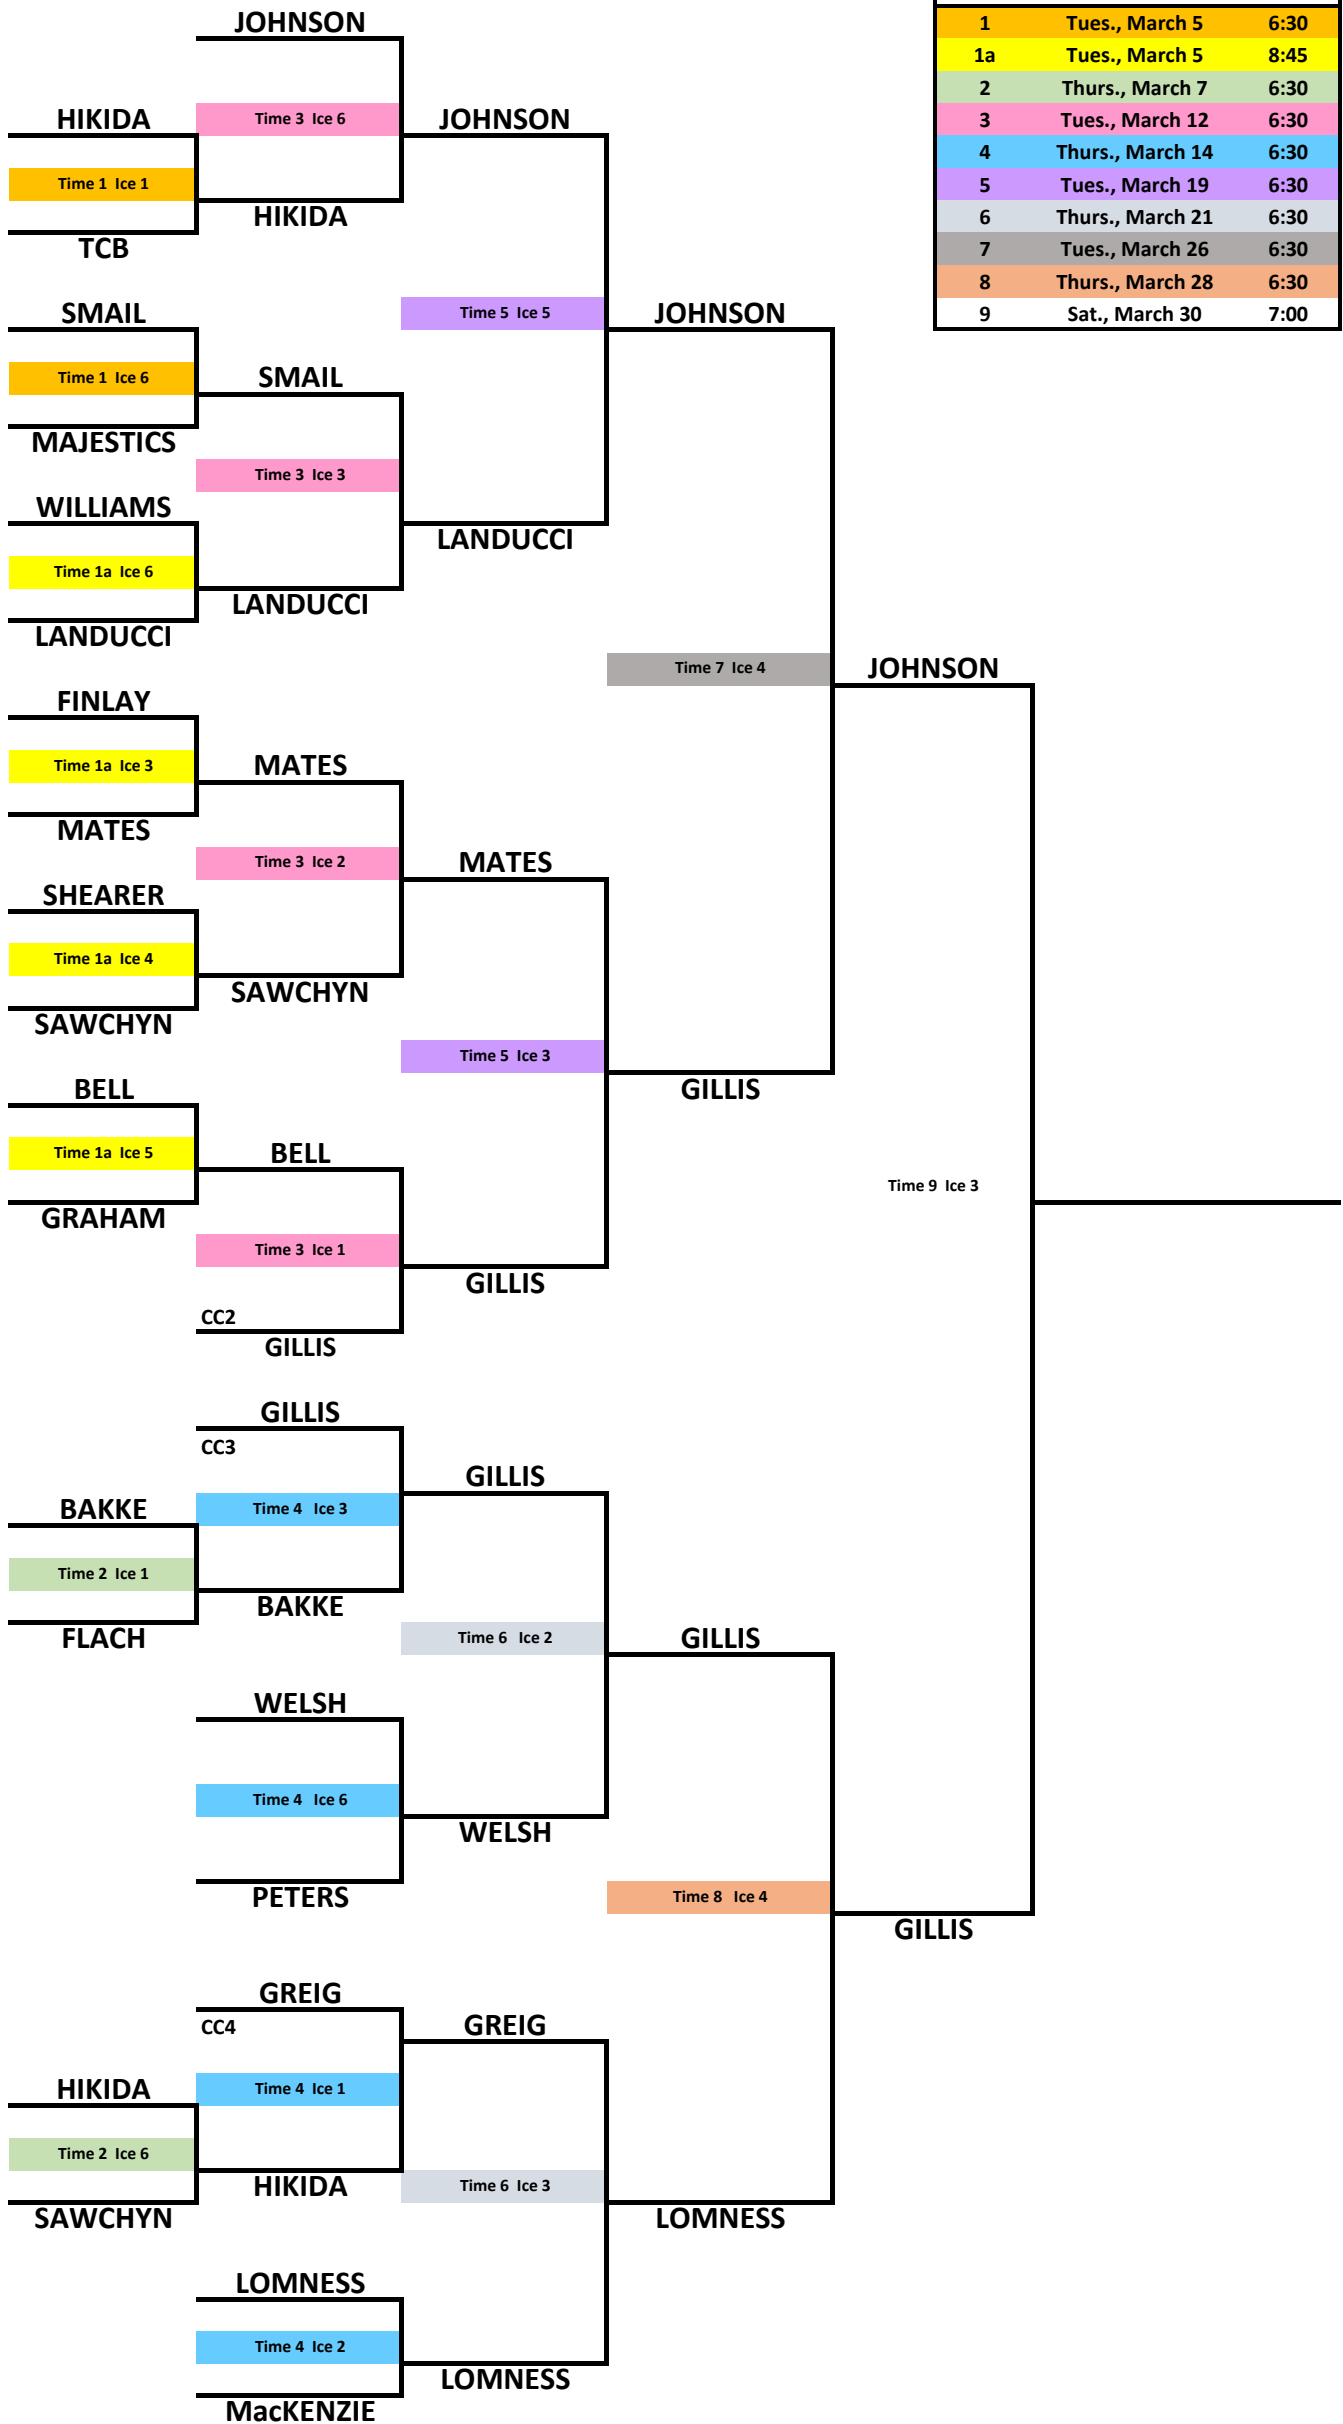 JOHNSON
1 Tues., March 5 6:30
1a Tues., March 5 8:45
2 Thurs., March 7 6:30
3 Tues., March 12 6:30
4 Thurs., March 14 6:30
5 Tues., March 19 6:30
6 Thurs., March 21 6:30
7 Tues., March 26 6:30
8 Thurs., March 28 6:30
9 Sat., March 30 7:00
HIKIDA
Time 3 Ice 6
JOHNSON
Time 1 Ice 1
HIKIDA
TCB
SMAIL
Time 5 Ice 5
JOHNSON
Time 1 Ice 6
SMAIL
MAJESTICS
Time 3 Ice 3
WILLIAMS
LANDUCCI
Time 1a Ice 6
LANDUCCI
LANDUCCI
Time 7 Ice 4
JOHNSON
FINLAY
Time 1a Ice 3
MATES
MATES
Time 3 Ice 2
MATES
SHEARER
Time 1a Ice 4
SAWCHYN
SAWCHYN
Time 5 Ice 3
GILLIS
BELL
Time 1a Ice 5
BELL
Time 9 Ice 3
GRAHAM
Time 3 Ice 1
GILLIS
CC2
GILLIS
GILLIS
CC3
GILLIS
BAKKE
Time 4 Ice 3
Time 2 Ice 1
BAKKE
FLACH
Time 6 Ice 2
GILLIS
WELSH
Time 4 Ice 6
WELSH
PETERS
Time 8 Ice 4
GILLIS
GREIG
CC4
GREIG
HIKIDA
Time 4 Ice 1
Time 2 Ice 6
HIKIDA
Time 6 Ice 3
SAWCHYN
LOMNESS
LOMNESS
Time 4 Ice 2
LOMNESS
MacKENZIE